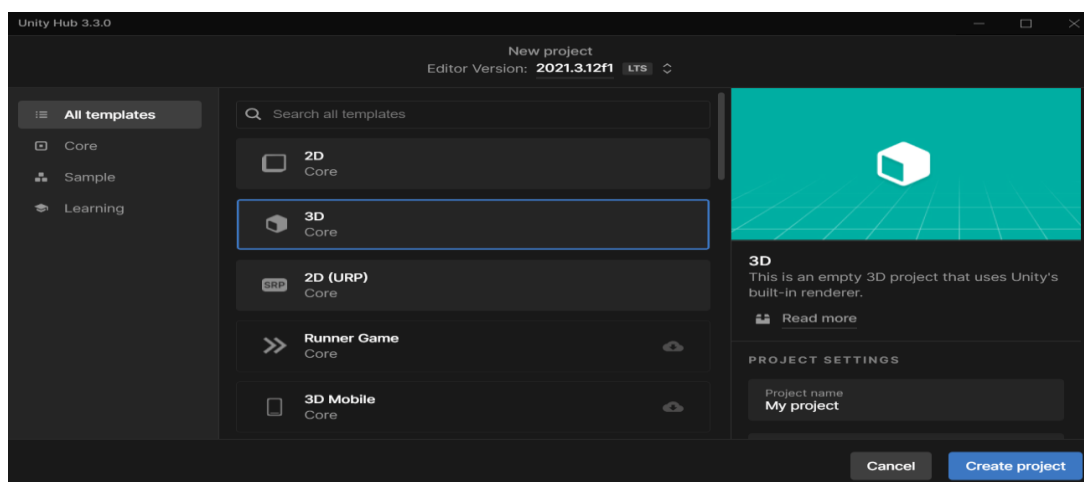 Unity Hub 3.3.0
New project
Editor Version: 2021.3.12f1 LTS
All templates
Core
Sample
Learning
Search all templates
2D
Core
3D
Core
SRP
2D (URP)
Core
Runner Game
Core
3D Mobile
Core
3D
This is an empty 3D project that uses Unity's
built-in renderer.
Read more
PROJECT SETTINGS
Project name
My project
Cancel
Create project